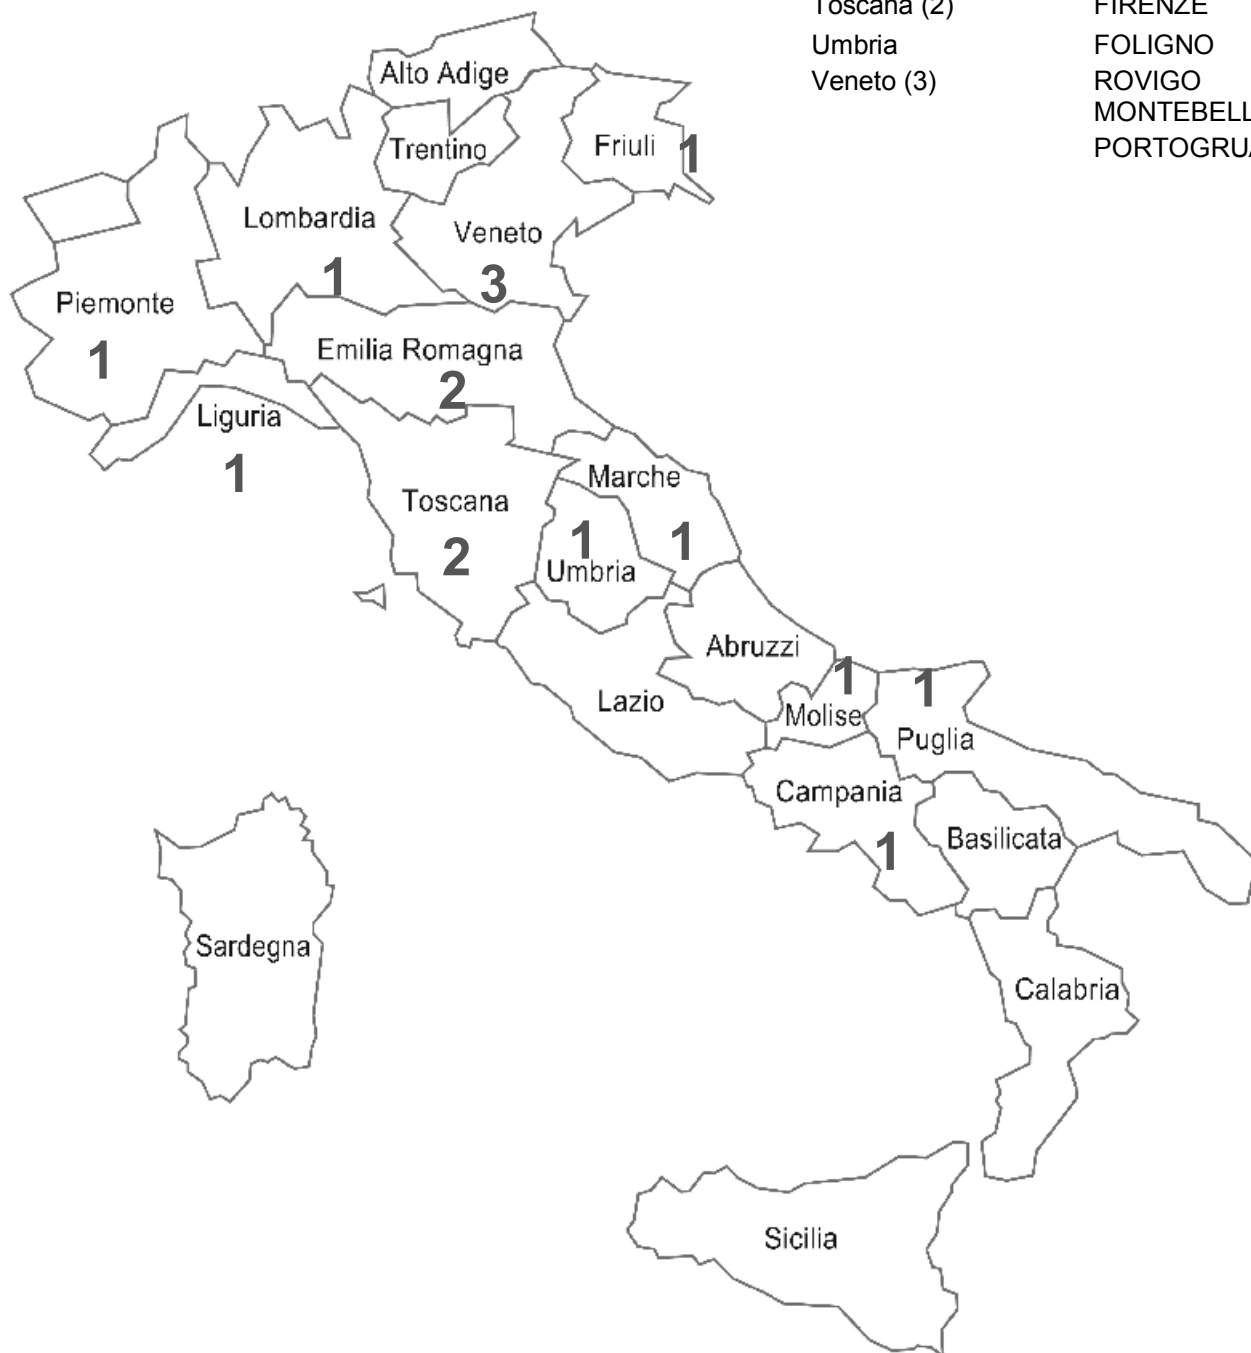 Toscana (2) FIRENZE
Umbria FOLIGNO
Veneto (3) ROVIGO
MONTEBELL
PORTOGRUA
Alto Adige
Trentino
Friuli 1
Lombardia
1
Veneto
3
Piemonte
1
Emilia Romagna
2
Liguria
1
Marche
1
Toscana
2
1
Umbria
Abruzzi
Lazio
1
Molise
1
Puglia
Campania
1
Basilicata
Sardegna
Calabria
Sicilia